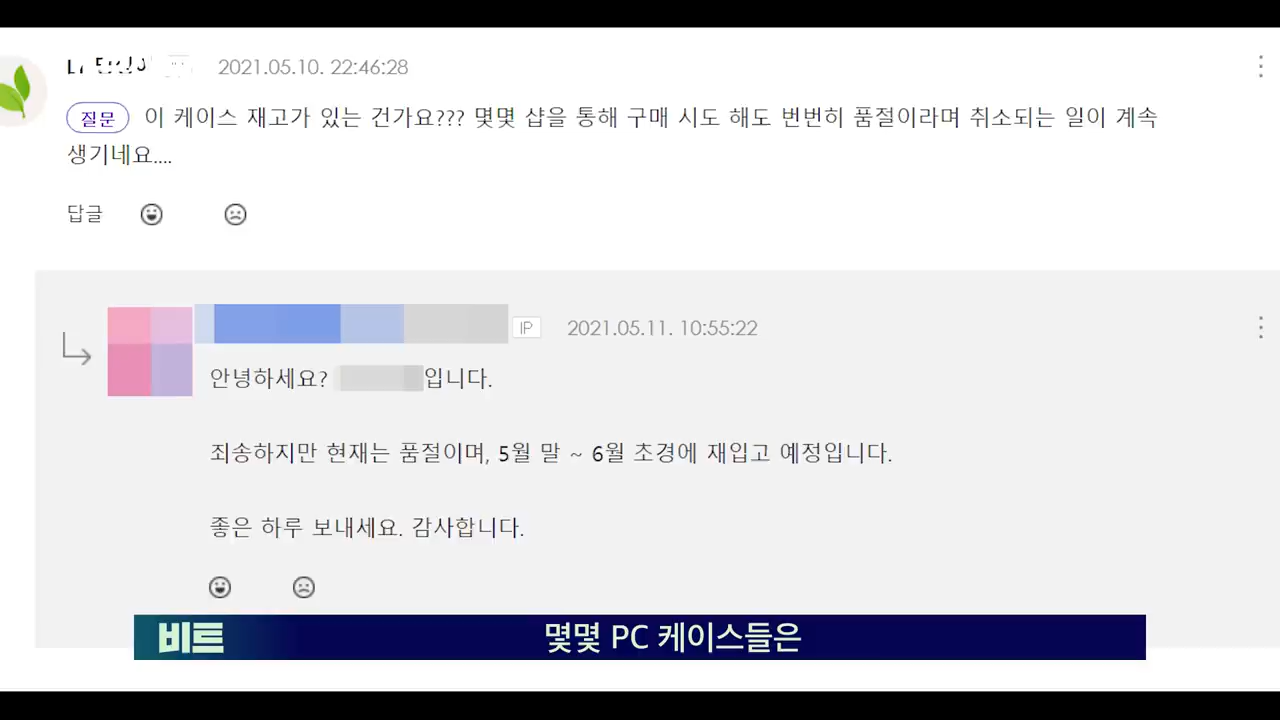 2021.05.10. 22:46:28
질문 이 케이스 재고가 있는 건가요??? 몇몇 샵을 통해 구매 시도 해도 번번히 품절이라며 취소되는 일이 계속
생기네요....
답글
IP 2021.05.11. 10:55:22
안녕하세요? 입니다.
죄송하지만 현재는 품절이며, 5월 말 ~ 6월 초경에 재입고 예정입니다.
좋은 하루 보내세요. 감사합니다.
비트 몇몇 PC 케이스들은